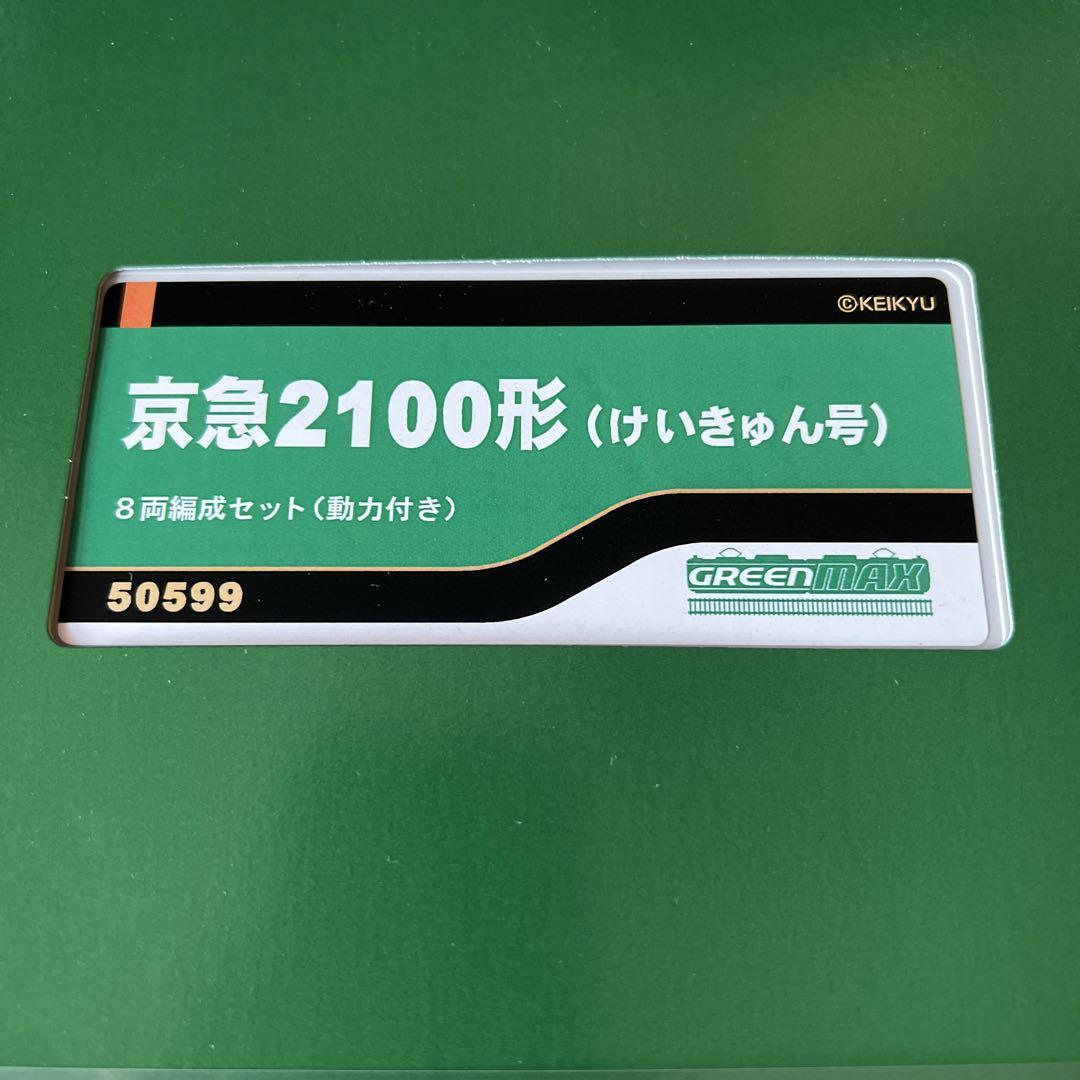 ©KEIKYU
京急2100形（けいきゅん号）
8両編成セット（動力付き）
50599
GREENMAX